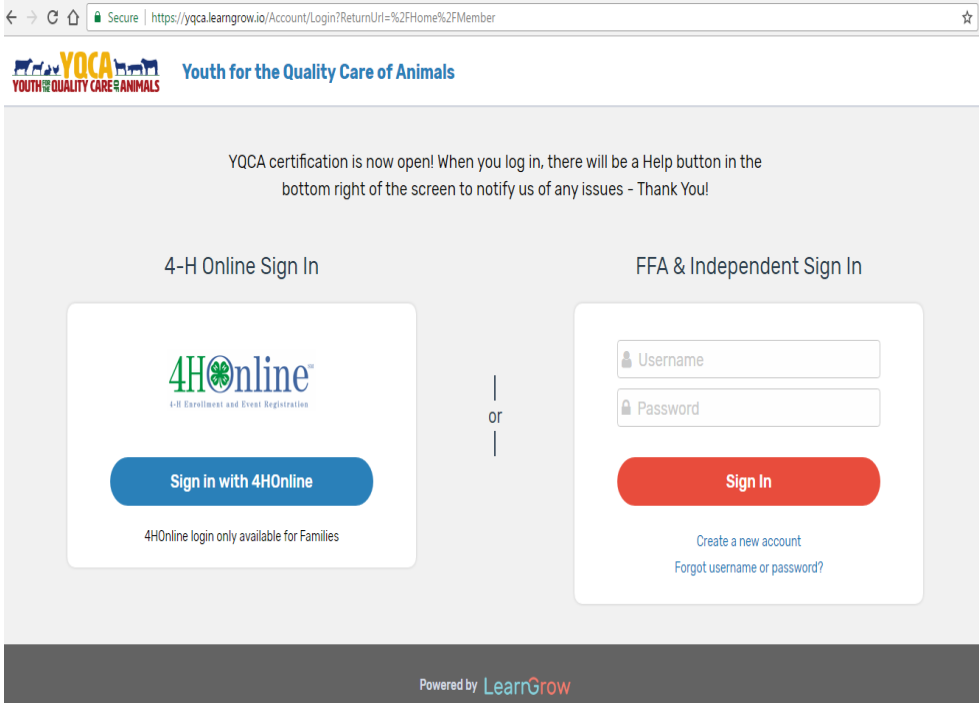 Secure | https://yqca.learngrow.io/Account/Login?ReturnUrl=%2FHome%2FMember
YQCA
YOUTH FOR THE QUALITY CARE OF ANIMALS
Youth for the Quality Care of Animals
YQCA certification is now open! When you log in, there will be a Help button in the
bottom right of the screen to notify us of any issues - Thank You!
4-H Online Sign In
4HOnline
4-H Enrollment and Event Registration
Sign in with 4HOnline
4HOnline login only available for Families
or
FFA & Independent Sign In
Username
Password
Sign In
Create a new account
Forgot username or password?
Powered by LearnGrow